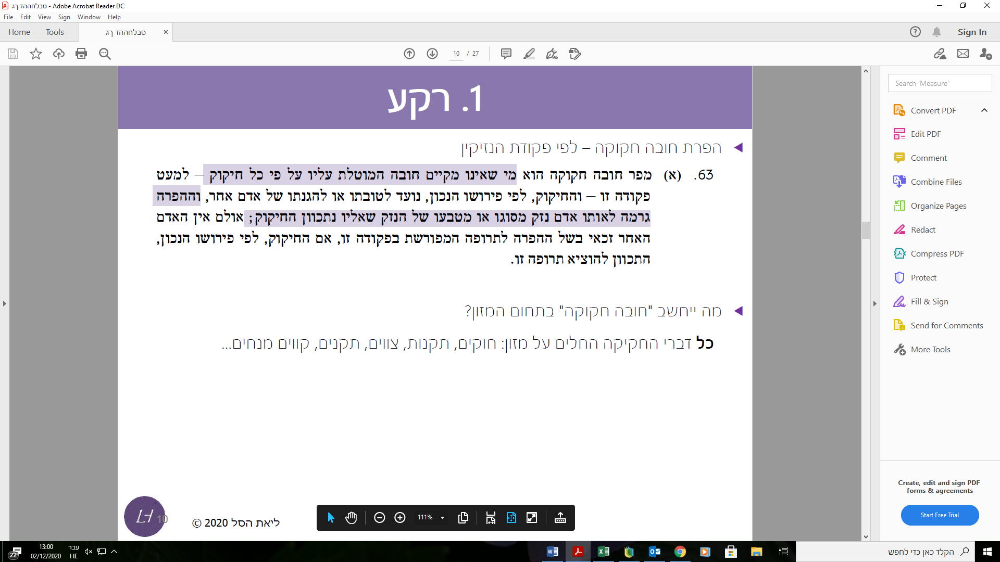 גך דהההחלבס - Adobe Acrobat Reader DC
File Edit View Sign Window Help
Home Tools גך דהההחלבס × Sign In
10 / 27
Search 'Measure'
Convert PDF
Edit PDF
Comment
Combine Files
Organize Pages
Redact
Compress PDF
Protect
Fill & Sign
Send for Comments
More Tools
Create, edit and sign PDF
forms & agreements
Start Free Trial
1. רקע
הפרת חובה חקוקה – לפי פקודת הנזיקין
63. (א) מפר חובה חקוקה הוא מי שאינו מקיים חובה המוטלת עליו על פי כל חיקוק – למעט
פקודה זו – והחיקוק, לפי פירושו הנכון, נועד לטובתו או להגנתו של אדם אחר, וההפרה
גרמה לאותו אדם נזק מסוגו או מטבעו של הנזק שאליו נתכוון החיקוק; אולם אין האדם
האחר זכאי בשל ההפרה לתרופה המפורשת בפקודה זו, אם החיקוק, לפי פירושו הנכון,
התכוון להוציא תרופה זו.
מה ייחשב "חובה חקוקה" בתחום המזון?
כל דברי החקיקה החלים על מזון: חוקים, תקנות, צווים, תקנים, קווים מנחים...
LH 10
ליאת הסל 2020 ©
111%
22
13:00
02/12/2020
עבר
HE
הקלד כאן כדי לחפש